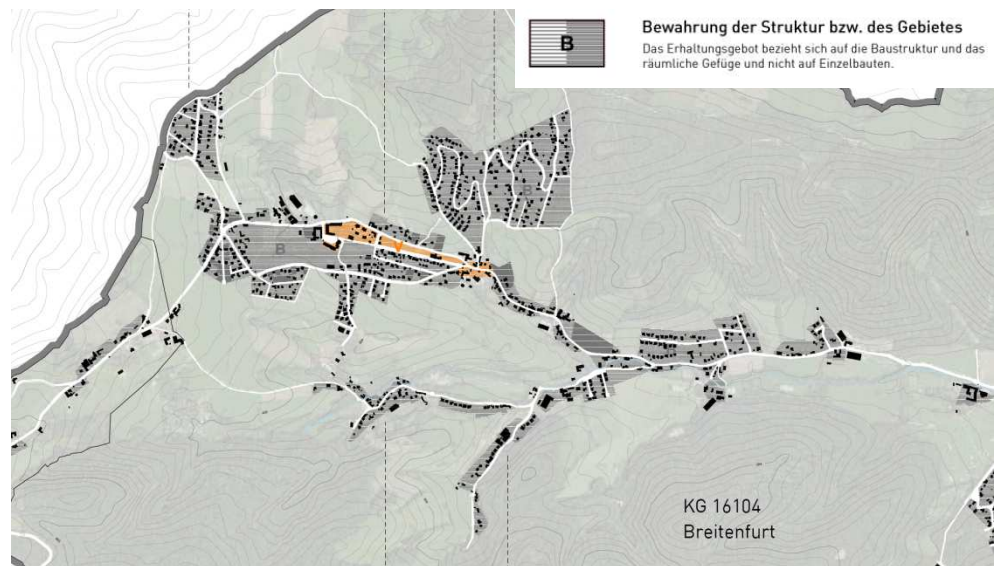 B
Bewahrung der Struktur bzw. des Gebietes
Das Erhaltungsgebot bezieht sich auf die Baustruktur und das
räumliche Gefüge und nicht auf Einzelbauten.
B
B
V
KG 16104
Breitenfurt